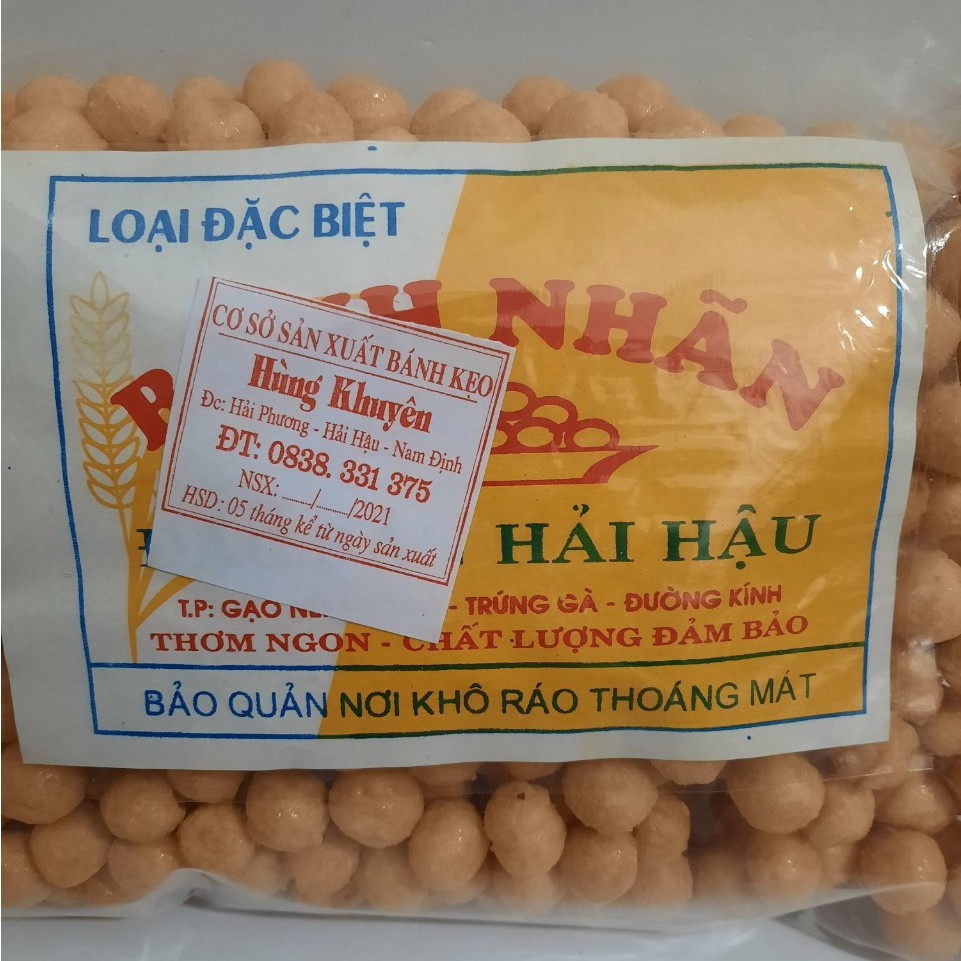 LOẠI ĐẶC BIỆT
NHÃN
CƠ SỞ SẢN XUẤT BÁNH KẸO
Hùng Khuyên
Đc: Hải Phương - Hải Hậu - Nam Định
ĐT: 0838. 331 375
NSX: ........../........../2021
HSD: 05 tháng kể từ ngày sản xuất
HẢI HẬU
T.P: GẠO - TRỨNG GÀ - ĐƯỜNG KÍNH
THƠM NGON - CHẤT LƯỢNG ĐẢM BẢO
BẢO QUẢN NƠI KHÔ RÁO THOÁNG MÁT